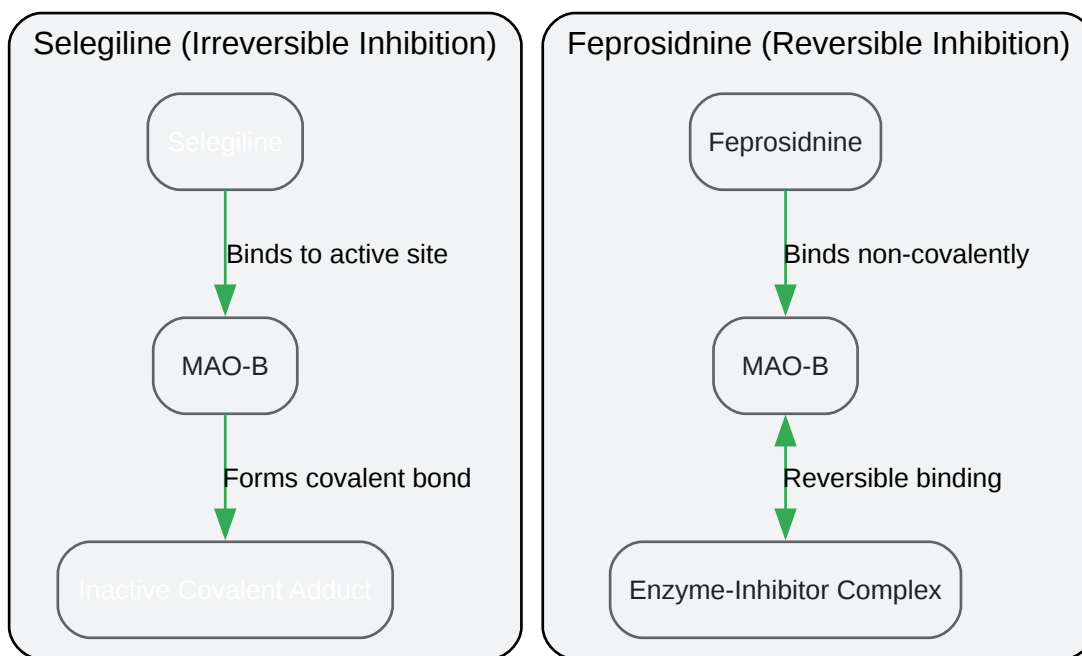 Selegiline (Irreversible Inhibition)
Selegiline
Binds to active site
MAO-B
Forms covalent bond
Inactive Covalent Adduct
Feprosidnine (Reversible Inhibition)
Feprosidnine
Binds non-covalently
MAO-B
Reversible binding
Enzyme-Inhibitor Complex